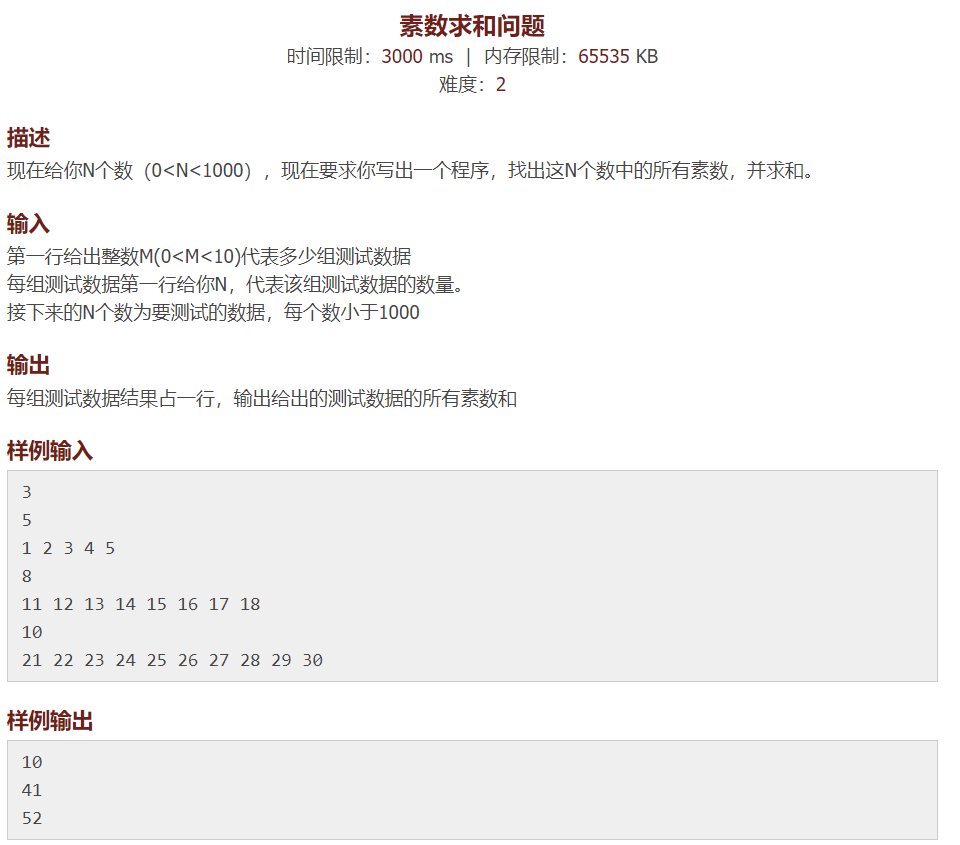 素数求和问题
时间限制：3000 ms | 内存限制：65535 KB
难度：2
描述
现在给你N个数（0<N<1000），现在要求你写出一个程序，找出这N个数中的所有素数，并求和。
输入
第一行给出整数M(0<M<10)代表多少组测试数据
每组测试数据第一行给你N，代表该组测试数据的数量。
接下来的N个数为要测试的数据，每个数小于1000
输出
每组测试数据结果占一行，输出给出的测试数据的所有素数和
样例输入
3
5
1 2 3 4 5
8
11 12 13 14 15 16 17 18
10
21 22 23 24 25 26 27 28 29 30
样例输出
10
41
52